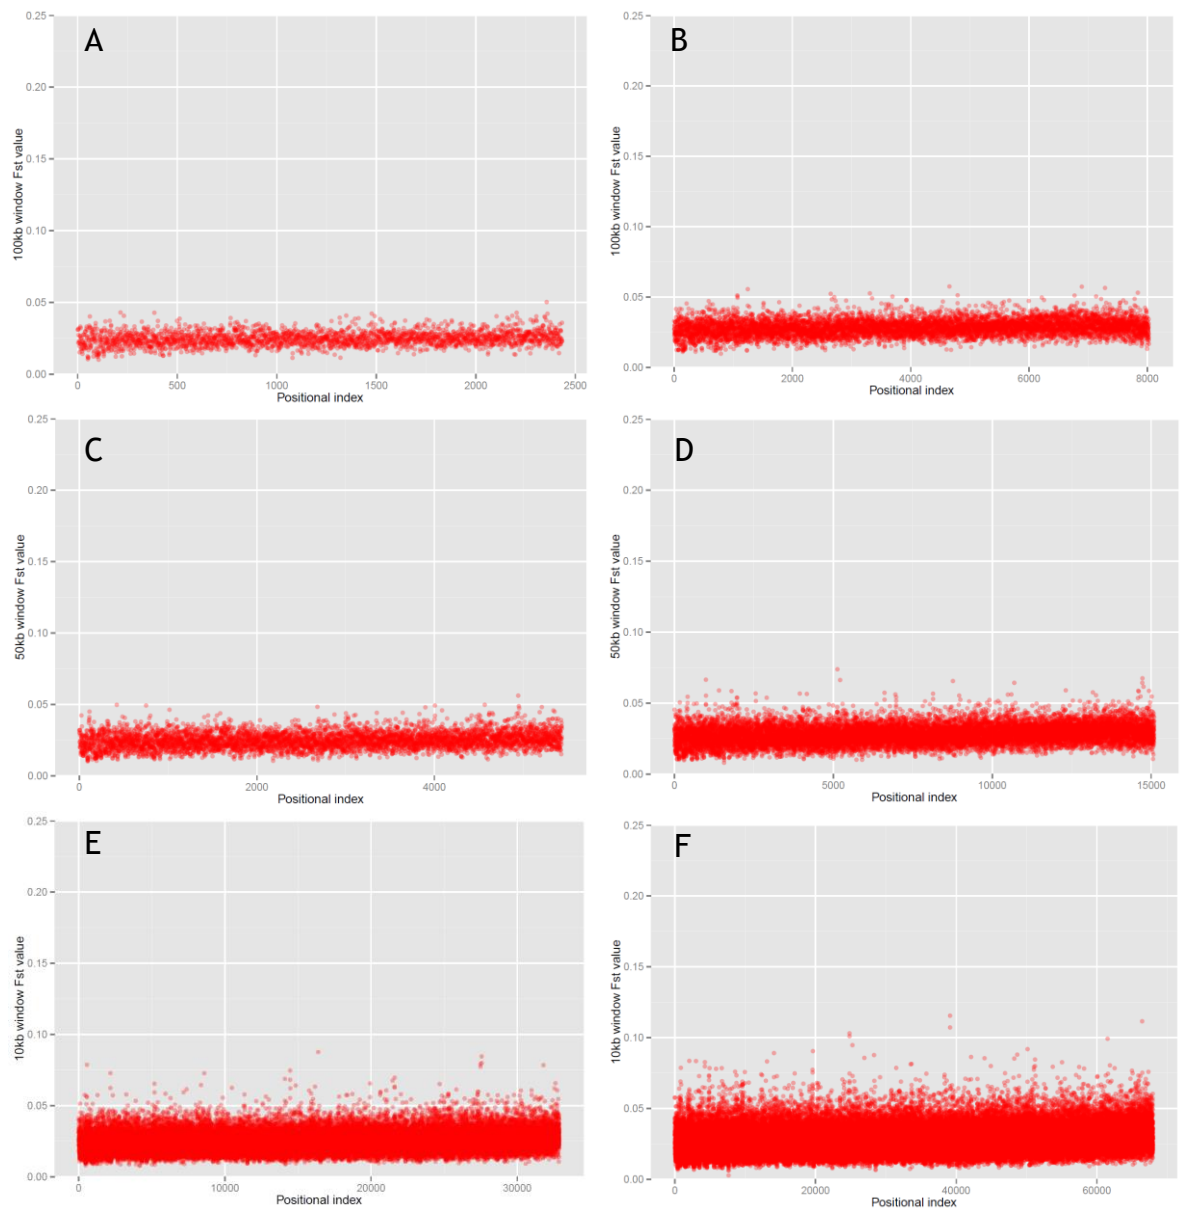 A
0.25
0.20
0.15
0.10
0.05
0.00
100kb window Fst value
0 500 1000 1500 2000 2500
Positional index
B
0.25
0.20
0.15
0.10
0.05
0.00
100kb window Fst value
0 2000 4000 6000 8000
Positional index
C
0.25
0.20
0.15
0.10
0.05
0.00
50kb window Fst value
0 2000 4000
Positional index
D
0.25
0.20
0.15
0.10
0.05
0.00
50kb window Fst value
0 5000 10000 15000
Positional index
E
0.25
0.20
0.15
0.10
0.05
0.00
10kb window Fst value
0 10000 20000 30000
Positional index
F
0.25
0.20
0.15
0.10
0.05
0.00
10kb window Fst value
0 20000 40000 60000
Positional index